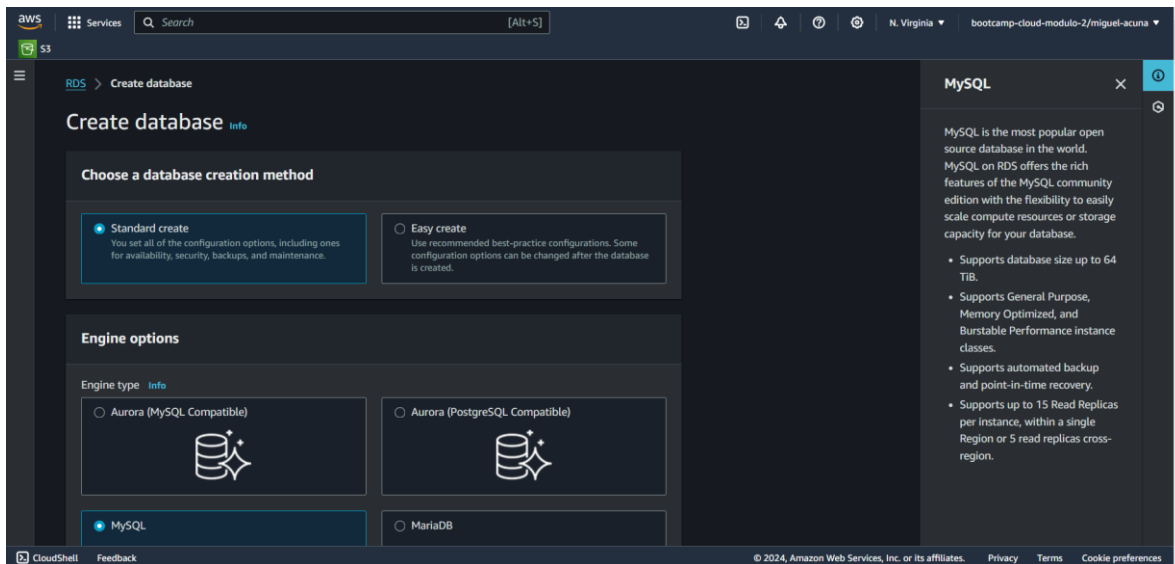 aws
Services
Search
[Alt+S]
N. Virginia ▼
bootcamp-cloud-modulo-2/miguel-acuna ▼
S3
RDS > Create database
Create database Info
Choose a database creation method
Standard create
You set all of the configuration options, including ones
for availability, security, backups, and maintenance.
Easy create
Use recommended best-practice configurations. Some
configuration options can be changed after the database
is created.
Engine options
Engine type Info
Aurora (MySQL Compatible)
Aurora (PostgreSQL Compatible)
MySQL
MariaDB
MySQL
MySQL is the most popular open
source database in the world.
MySQL on RDS offers the rich
features of the MySQL community
edition with the flexibility to easily
scale compute resources or storage
capacity for your database.
• Supports database size up to 64
TiB.
• Supports General Purpose,
Memory Optimized, and
Burstable Performance instance
classes.
• Supports automated backup
and point-in-time recovery.
• Supports up to 15 Read Replicas
per instance, within a single
Region or 5 read replicas cross-
region.
CloudShell
Feedback
© 2024, Amazon Web Services, Inc. or its affiliates.
Privacy
Terms
Cookie preferences